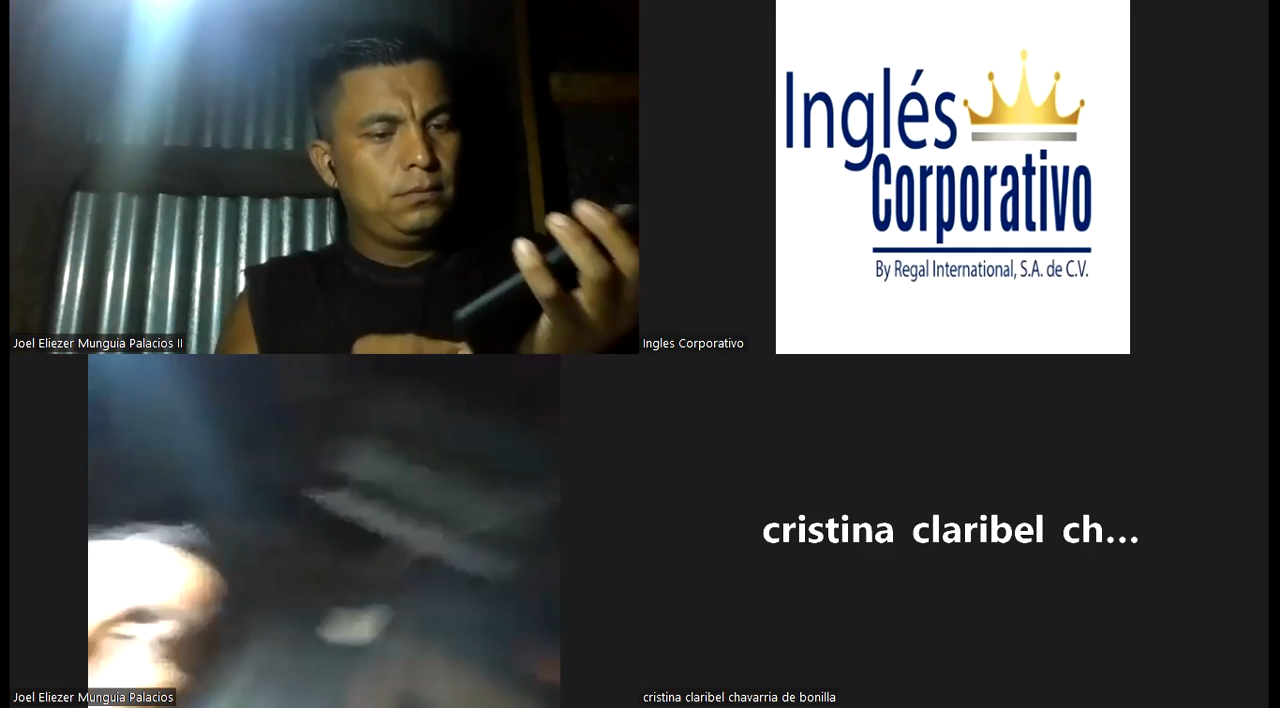 Inglés
Corporativo
By Regal International, S.A. de C.V.
Joel Eliezer Munguia Palacios II
Ingles Corporativo
cristina claribel ch...
Joel Eliezer Munguia Palacios
cristina claribel chavarria de bonilla